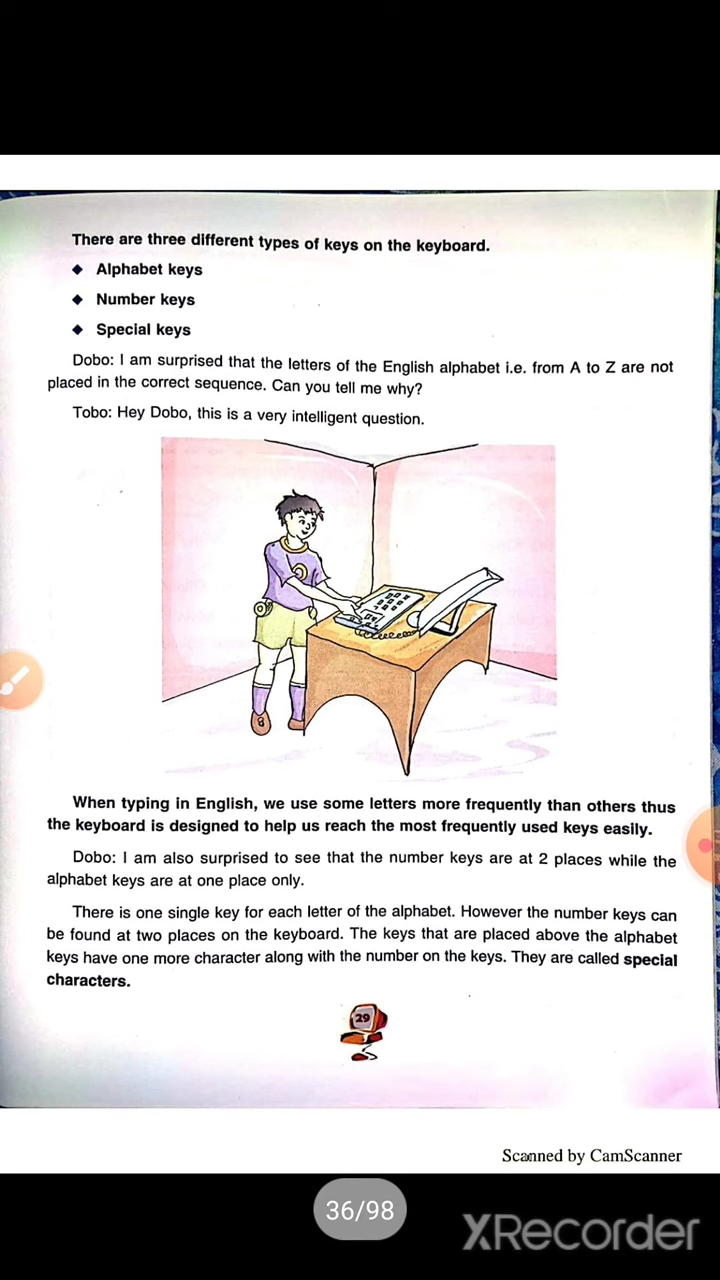 There are three different types of keys on the keyboard.
◆ Alphabet keys
◆ Number keys
◆ Special keys
Dobo: I am surprised that the letters of the English alphabet i.e. from A to Z are not
placed in the correct sequence. Can you tell me why?
Tobo: Hey Dobo, this is a very intelligent question.
When typing in English, we use some letters more frequently than others thus
the keyboard is designed to help us reach the most frequently used keys easily.
Dobo: I am also surprised to see that the number keys are at 2 places while the
alphabet keys are at one place only.
There is one single key for each letter of the alphabet. However the number keys can
be found at two places on the keyboard. The keys that are placed above the alphabet
keys have one more character along with the number on the keys. They are called special
characters.
29
Scanned by CamScanner
36/98
XRecorder